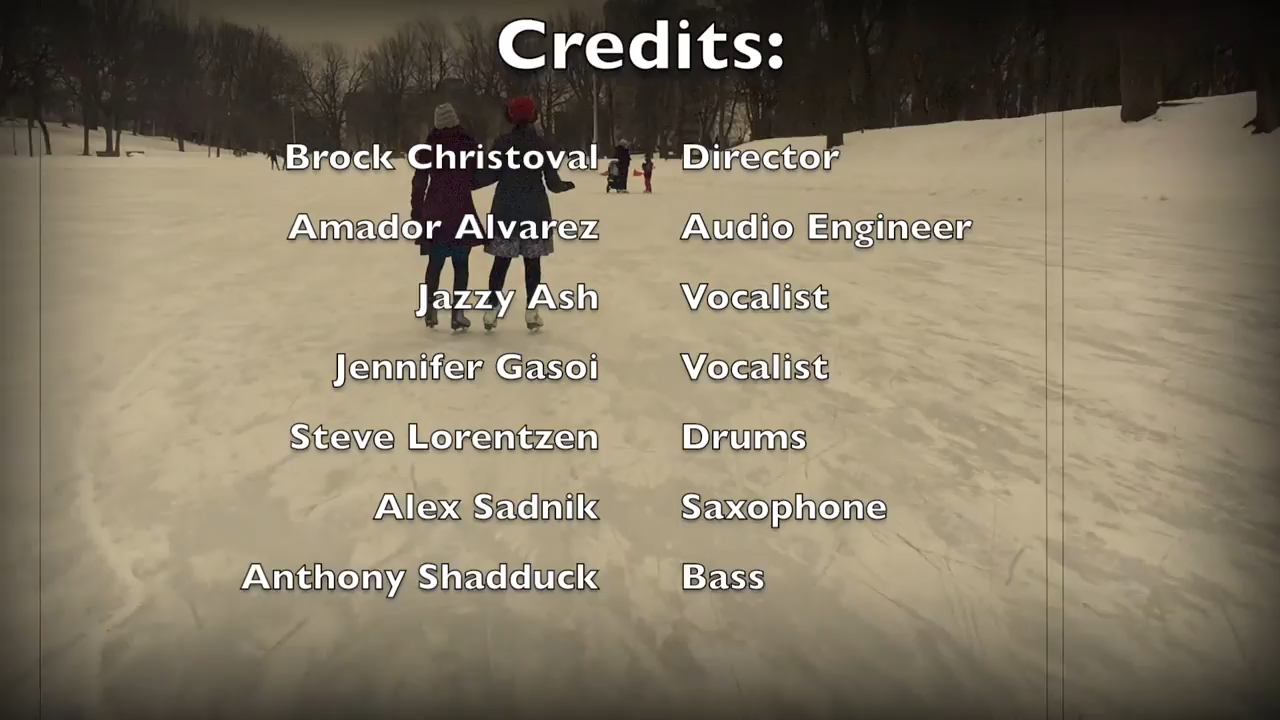 Credits:
Brock Christoval Director
Amador Alvarez Audio Engineer
Jazzy Ash Vocalist
Jennifer Gasoi Vocalist
Steve Lorentzen Drums
Alex Sadnik Saxophone
Anthony Shadduck Bass